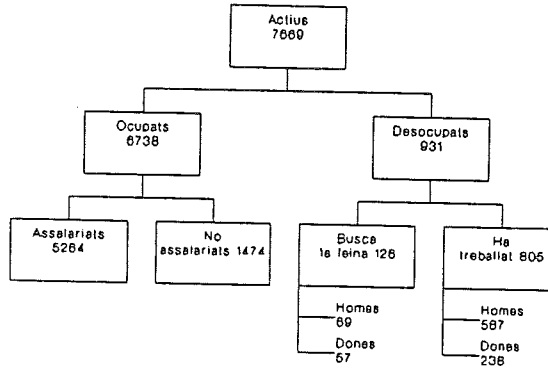 Actius
7669
Ocupats
6738
Desocupats
931
Assalariats
5264
No
assalariats 1474
Busca
1a feina 126
Ha
treballat 805
Homes
69
Dones
57
Homes
567
Dones
238